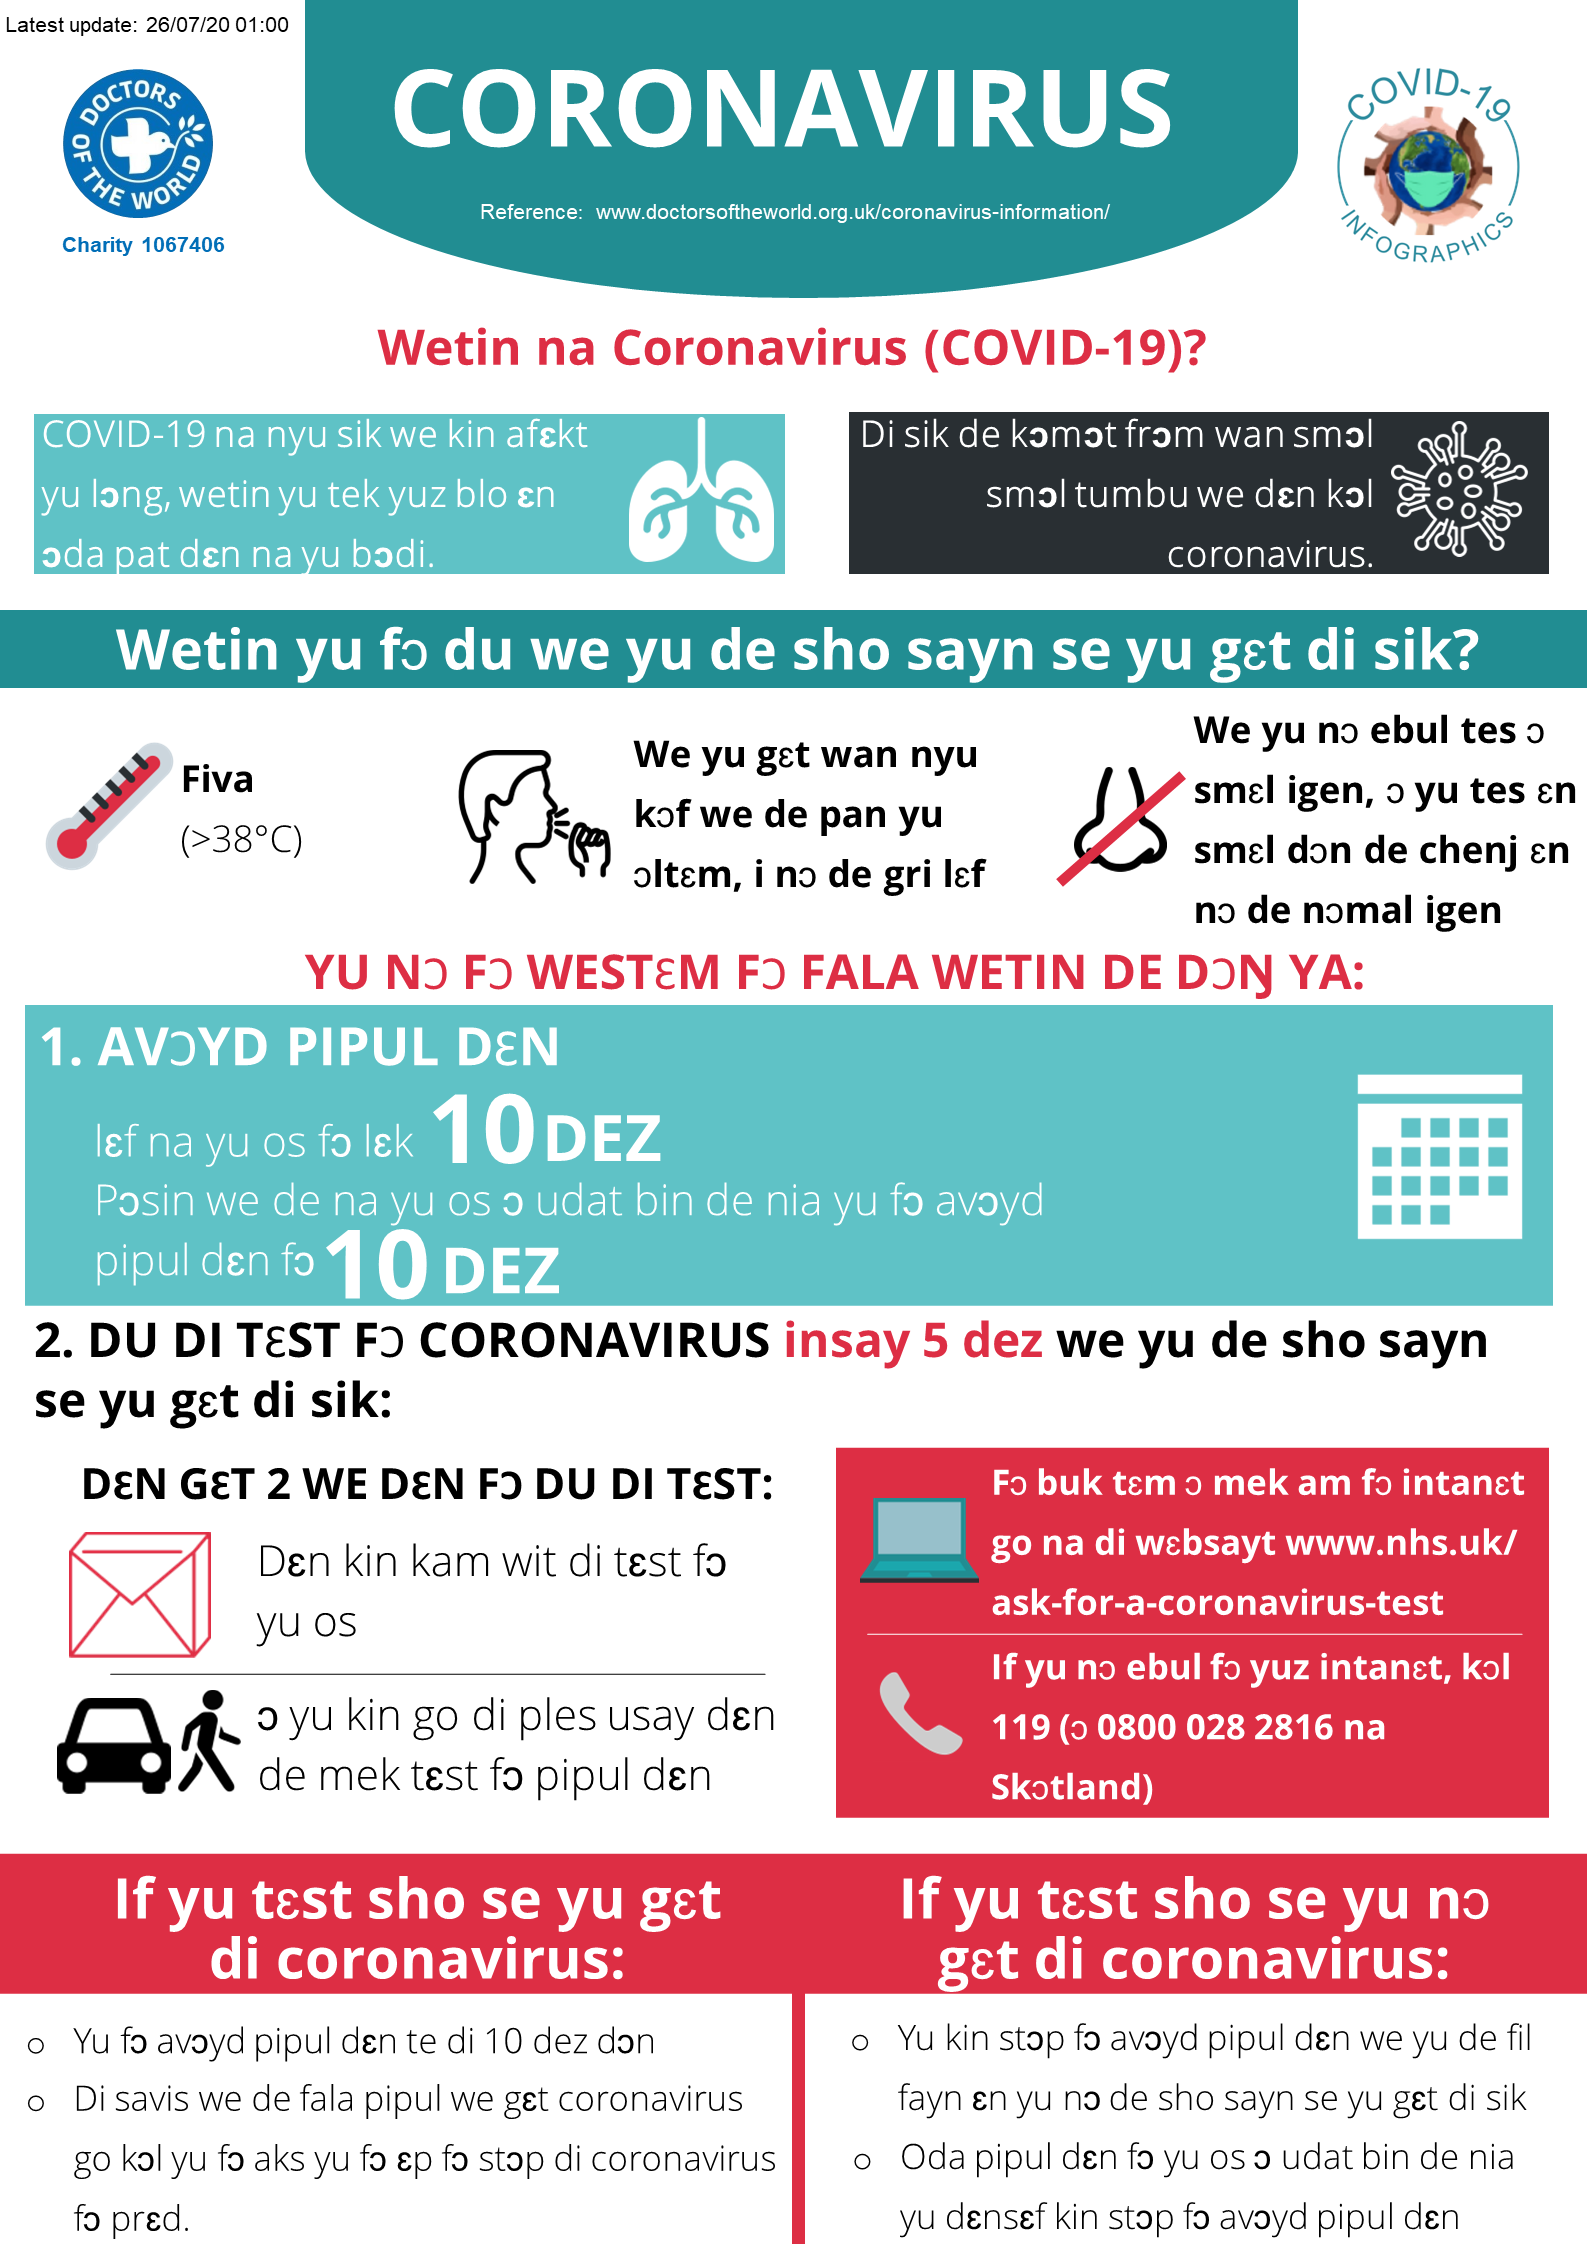 Latest update: 26/07/20 01:00
DOCTORS OF THE WORLD
Charity 1067406
CORONAVIRUS
Reference: www.doctorsoftheworld.org.uk/coronavirus-information/
COVID-19
INFOGRAPHICS
Wetin na Coronavirus (COVID-19)?
COVID-19 na nyu sik we kin afɛkt
yu lɔng, wetin yu tek yuz blo ɛn
ɔda pat dɛn na yu bɔdi.
Di sik de kɔmɔt frɔm wan smɔl
smɔl tumbu we dɛn kɔl
coronavirus.
Wetin yu fɔ du we yu de sho sayn se yu gɛt di sik?
Fiva
(>38°C)
We yu gɛt wan nyu
kɔf we de pan yu
ɔltɛm, i nɔ de gri lɛf
We yu nɔ ebul tes ɔ
smɛl igen, ɔ yu tes ɛn
smɛl dɔn de chenj ɛn
nɔ de nɔmal igen
YU NƆ FƆ WESTƐM FƆ FALA WETIN DE DƆŊ YA:
1. AVƆYD PIPUL DƐN
lɛf na yu os fɔ lɛk 10 DEZ
Pɔsin we de na yu os ɔ udat bin de nia yu fɔ avɔyd
pipul dɛn fɔ 10 DEZ
2. DU DI TƐST FƆ CORONAVIRUS insay 5 dez we yu de sho sayn
se yu gɛt di sik:
DƐN GƐT 2 WE DƐN FƆ DU DI TƐST:
Dɛn kin kam wit di tɛst fɔ
yu os
ɔ yu kin go di ples usay dɛn
de mek tɛst fɔ pipul dɛn
Fɔ buk tɛm ɔ mek am fɔ intanɛt
go na di wɛbsayt www.nhs.uk/
ask-for-a-coronavirus-test
If yu nɔ ebul fɔ yuz intanɛt, kɔl
119 (ɔ 0800 028 2816 na
Skɔtland)
If yu tɛst sho se yu gɛt
di coronavirus:
o Yu fɔ avɔyd pipul dɛn te di 10 dez dɔn
o Di savis we de fala pipul we gɛt coronavirus
go kɔl yu fɔ aks yu fɔ ɛp fɔ stɔp di coronavirus
fɔ prɛd.
If yu tɛst sho se yu nɔ
gɛt di coronavirus:
o Yu kin stɔp fɔ avɔyd pipul dɛn we yu de fil
fayn ɛn yu nɔ de sho sayn se yu gɛt di sik
o Oda pipul dɛn fɔ yu os ɔ udat bin de nia
yu dɛnsɛf kin stɔp fɔ avɔyd pipul dɛn